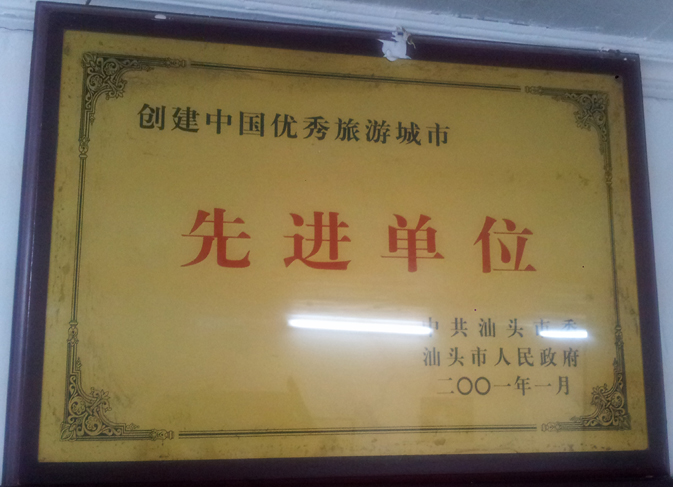 创建中国优秀旅游城市
先进单位
中共汕头市委
汕头市人民政府
二〇〇一年一月